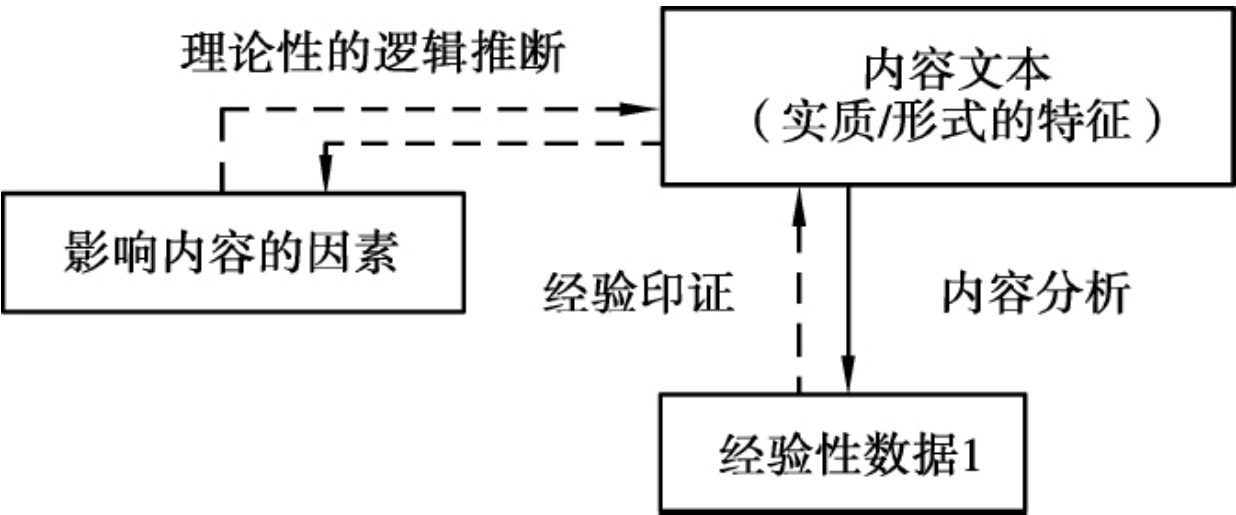 理论性的逻辑推断
内容文本
（实质/形式的特征）
影响内容的因素
经验印证
内容分析
经验性数据1